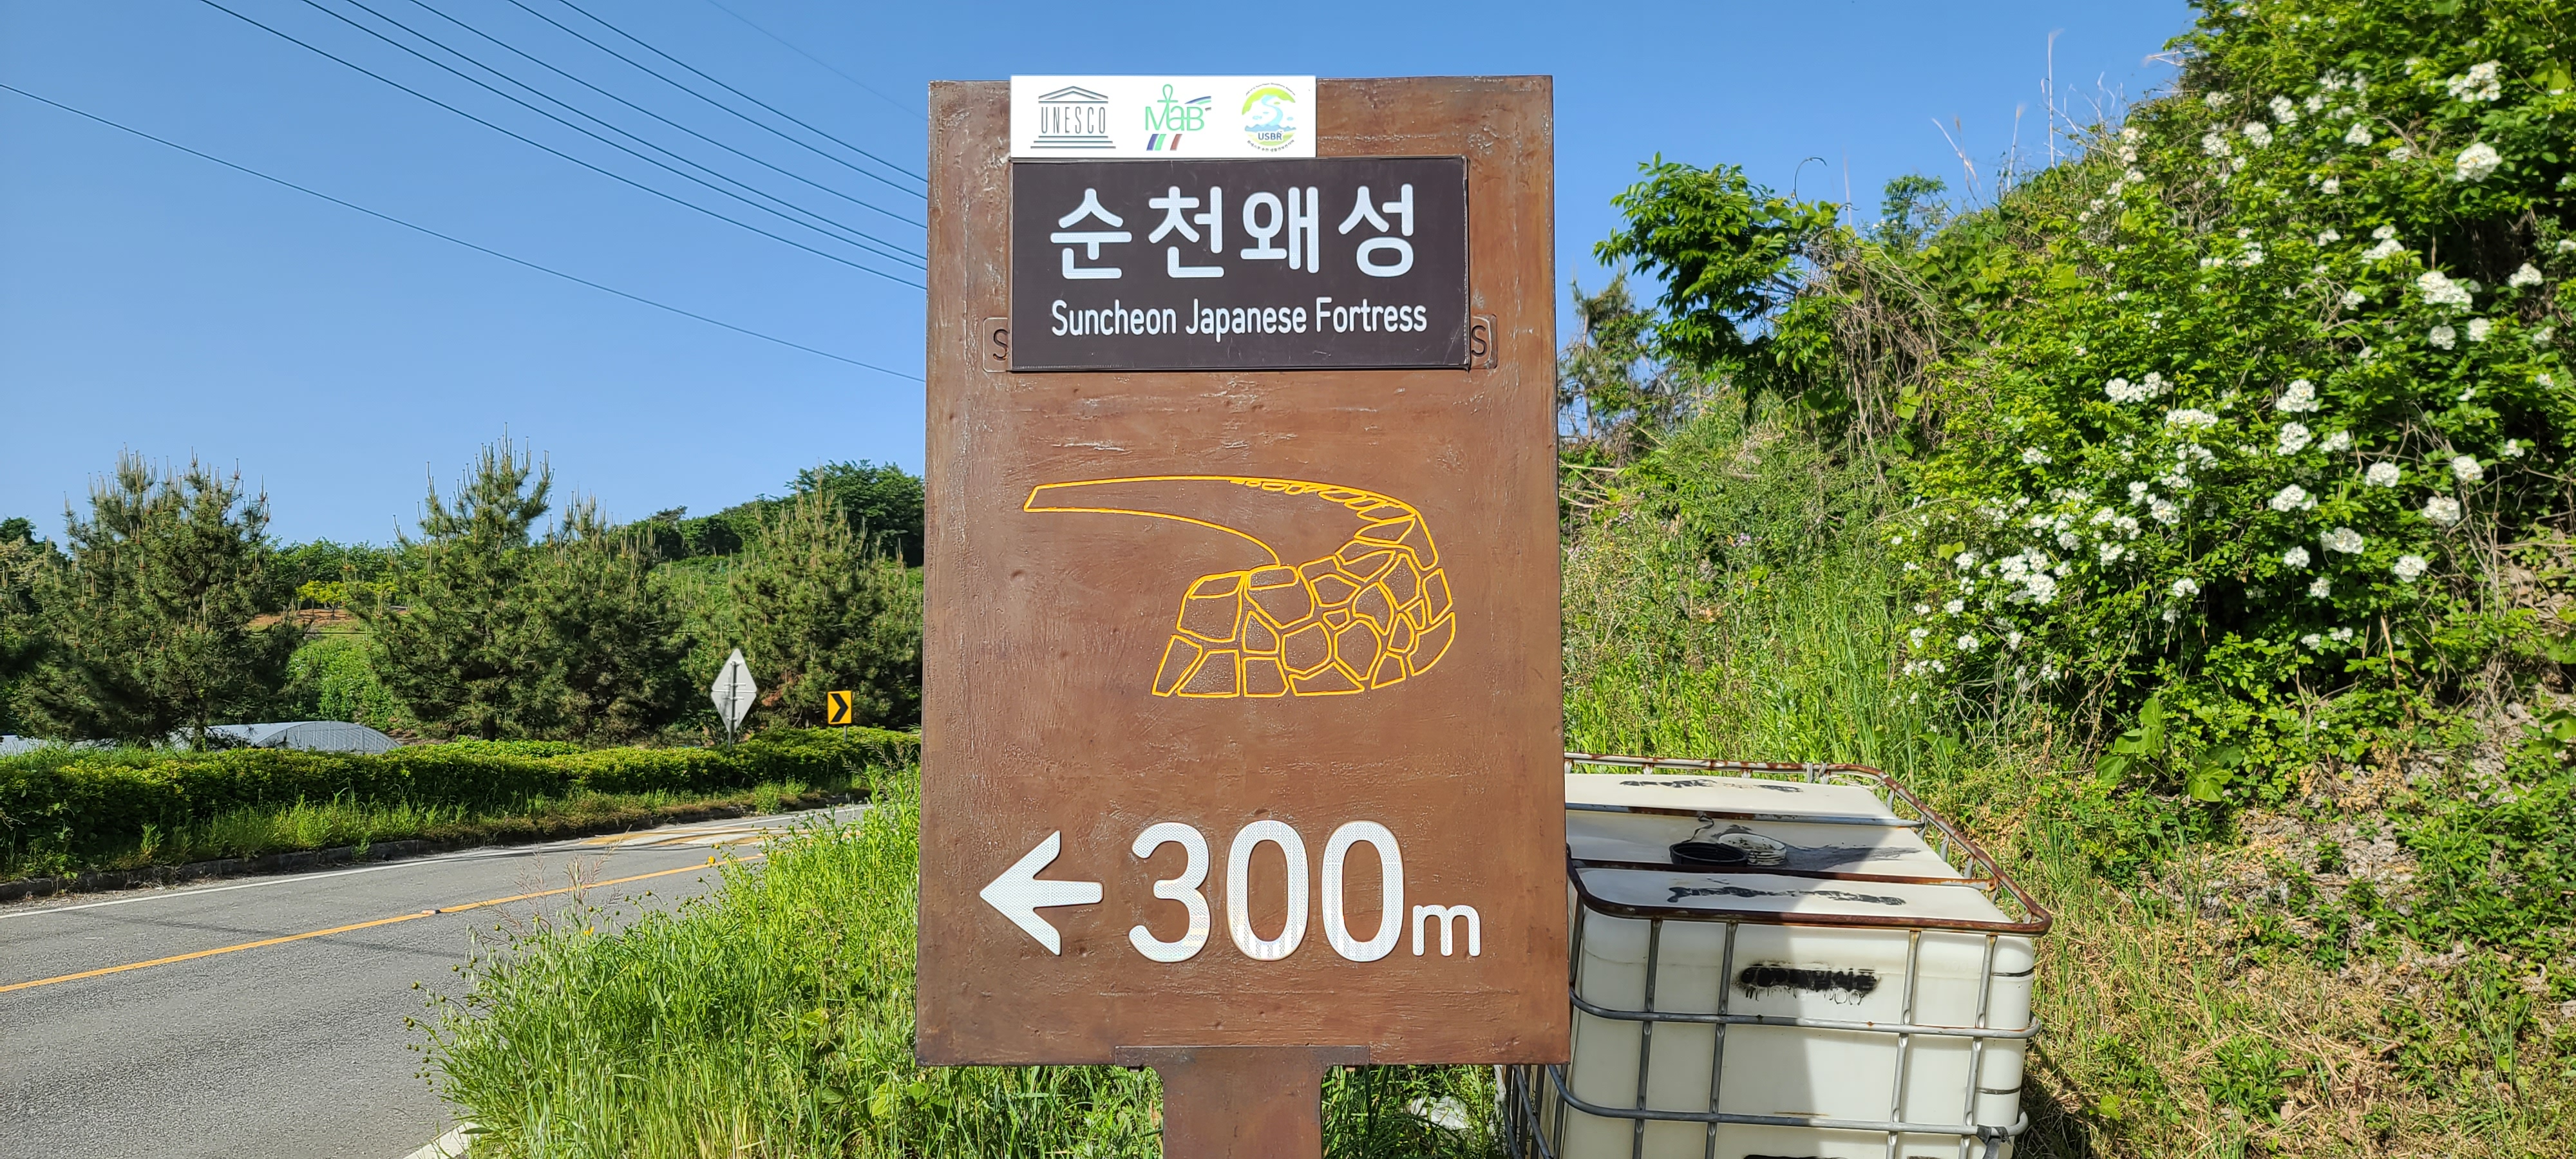 UNESCO
MaB
USBR
순천왜성
Suncheon Japanese Fortress
S S
300m